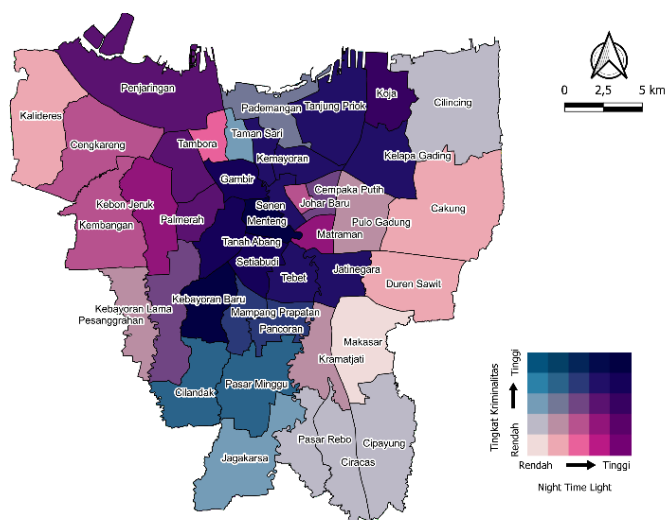 Penjaringan
Kalideres
Pademangan
Tanjung Priok
Koja
Cilincing
0 2,5 5 km
Cengkareng
Tambora
Taman Sari
Kemayoran
Kelapa Gading
Gambir
Cempaka Putih
Kebon Jeruk
Senen
Johar Baru
Cakung
Kembangan
Palmerah
Menteng
Pulo Gadung
Matraman
Tanah Abang
Setiabudi
Jatinegara
Tebet
Duren Sawit
Kebayoran Lama
Kebayoran Baru
Mampang Prapatan
Pesanggrahan
Pancoran
Makasar
Kramatjati
Cilandak
Pasar Minggu
Pasar Rebo
Cipayung
Jagakarsa
Ciracas
Tingkat Kriminalitas
Rendah
Tinggi
Rendah
Tinggi
Night Time Light